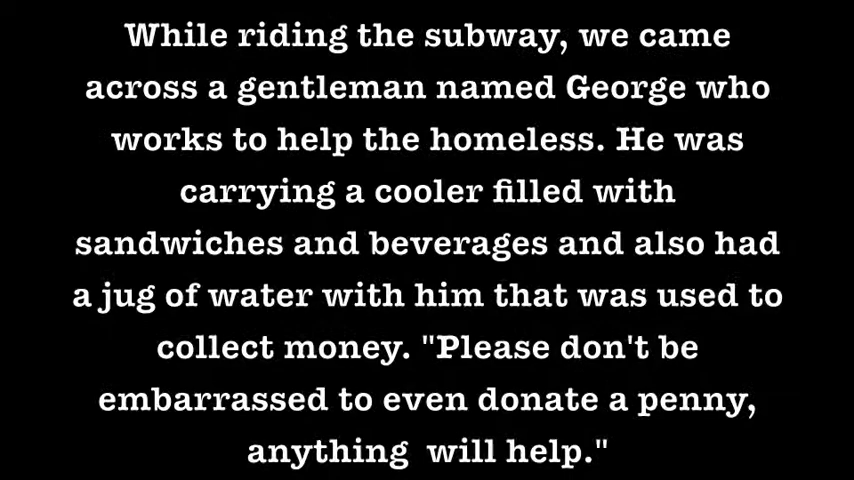 While riding the subway, we came
across a gentleman named George who
works to help the homeless. He was
carrying a cooler filled with
sandwiches and beverages and also had
a jug of water with him that was used to
collect money. "Please don't be
embarrassed to even donate a penny,
anything  will help."